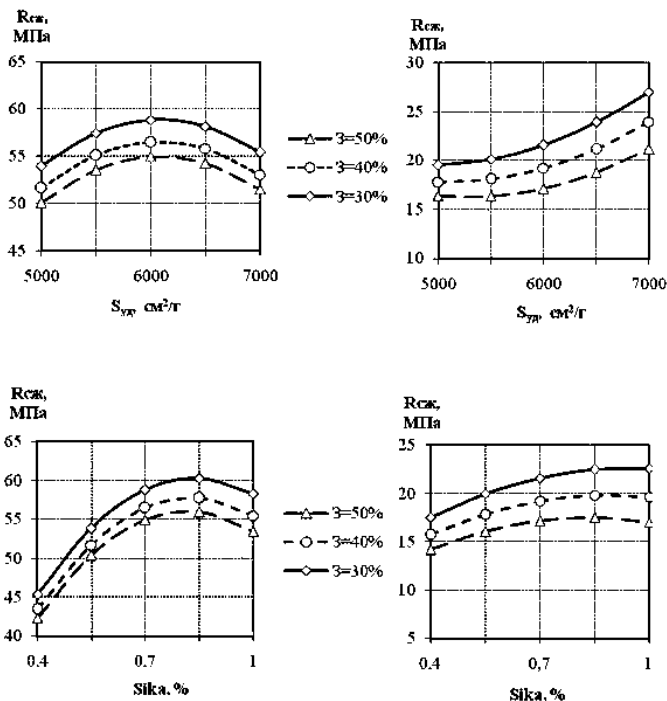 Rсж,
МПа
65
60
55
50
45
5000
6000
7000
Sуд, см²/г
З=50%
З=40%
З=30%
Rсж,
МПа
30
25
20
15
10
5000
6000
7000
Sуд, см²/г
Rсж,
МПа
65
60
55
50
45
40
0.4
0.7
1
Sika, %
З=50%
З=40%
З=30%
Rсж,
МПа
25
20
15
10
5
0.4
0,7
1
Sika, %